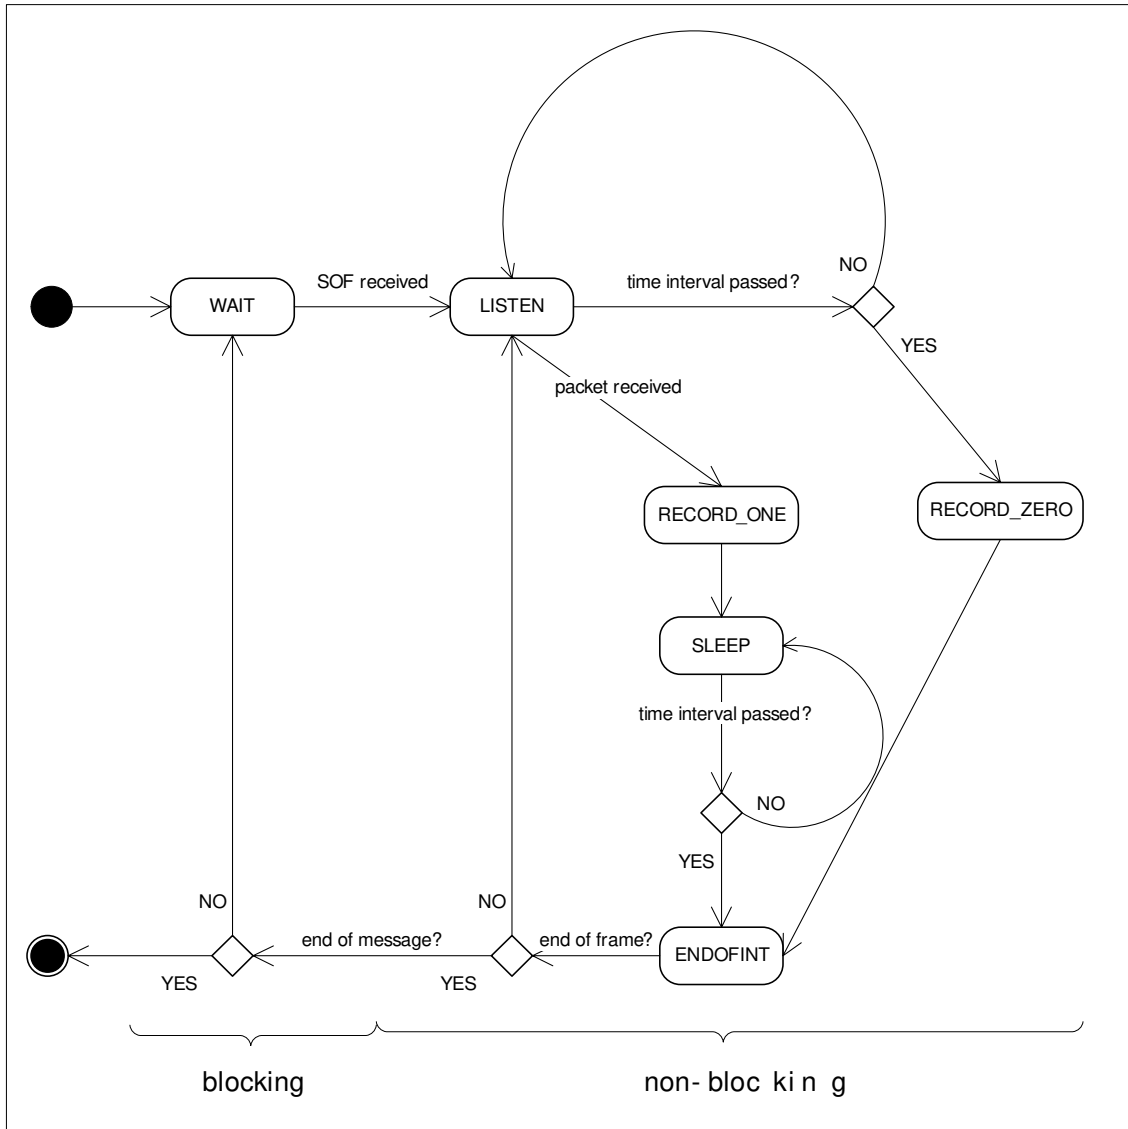 NO
SOF received
time interval passed?
WAIT
LISTEN
YES
packet received
RECORD_ONE
RECORD_ZERO
SLEEP
time interval passed?
NO
YES
NO
NO
end of message?
end of frame?
ENDOFINT
YES
YES
blocking
non- bloc ki n g